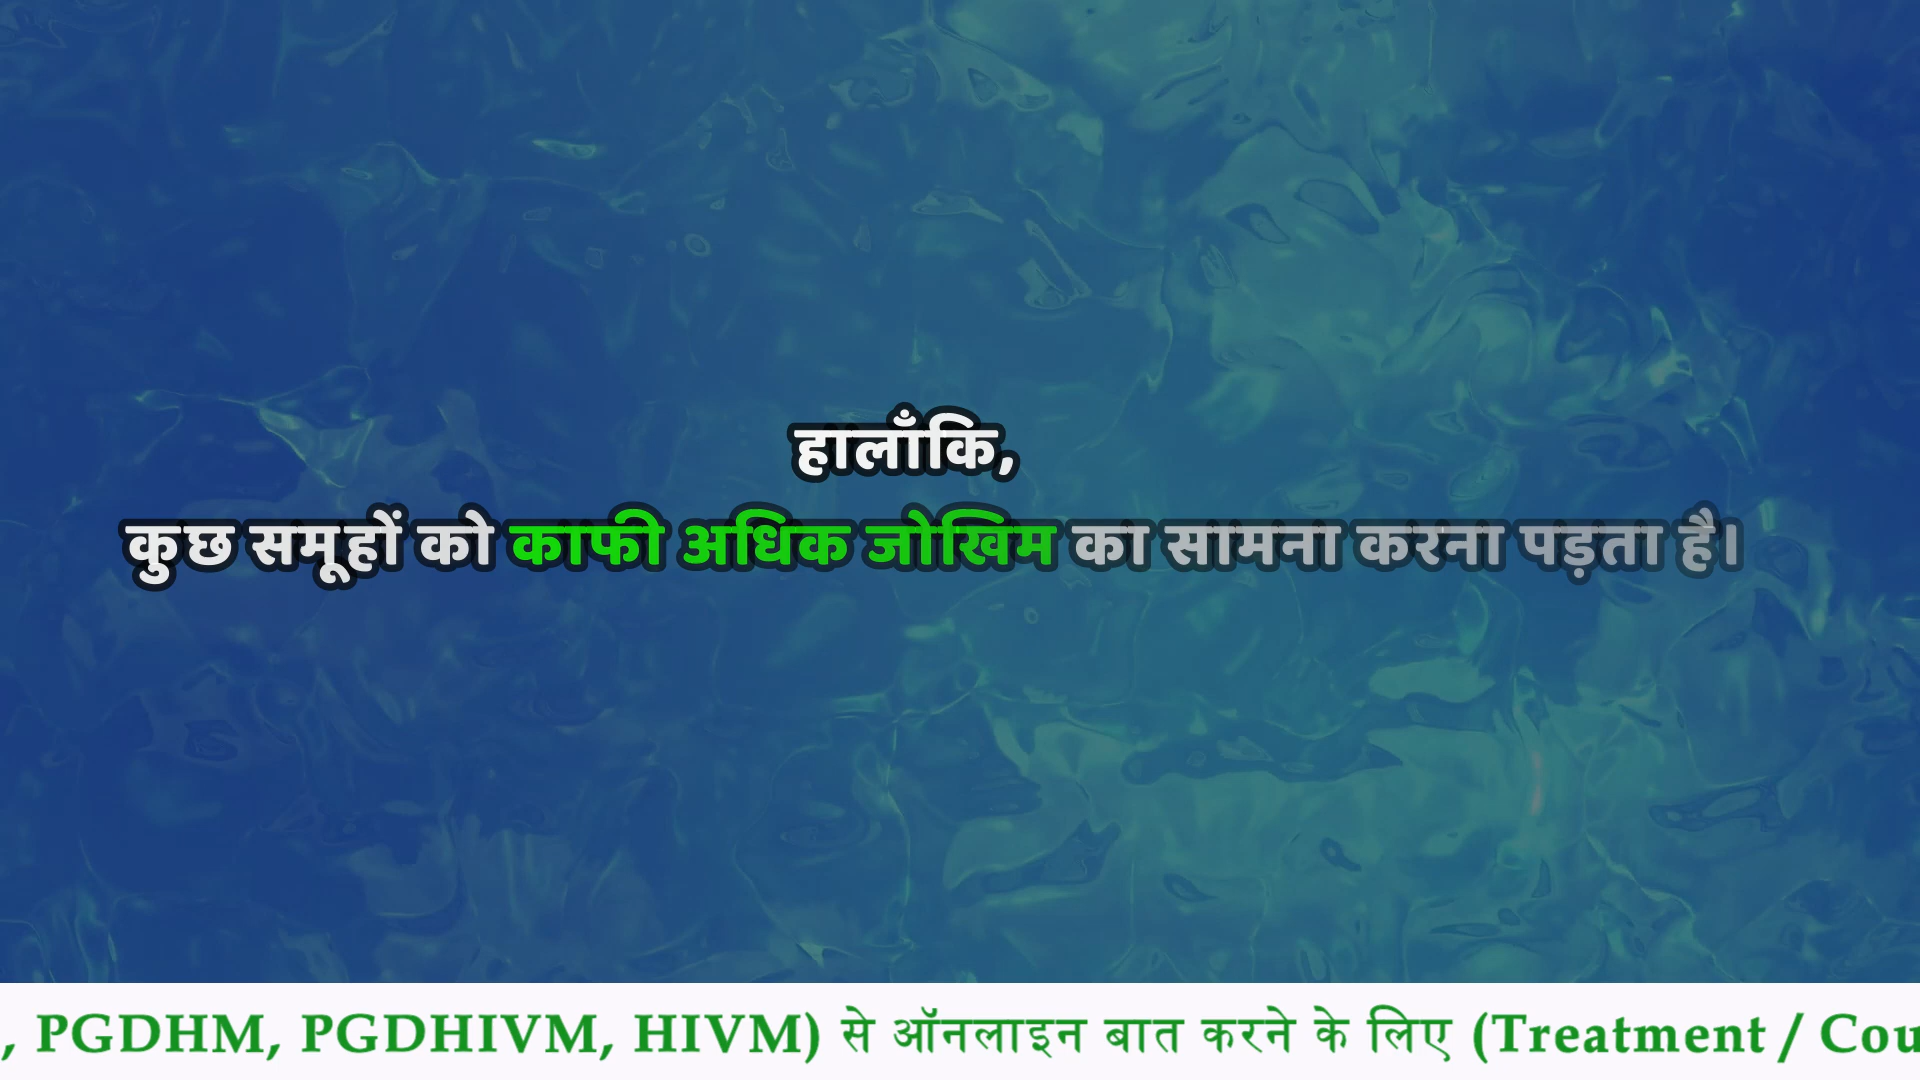 हालाँकि,
कुछ समूहों को काफी अधिक जोखिम का सामना करना पड़ता है।
, PGDHM, PGDHIVM, HIVM) से ऑनलाइन बात करने के लिए (Treatment / Cou